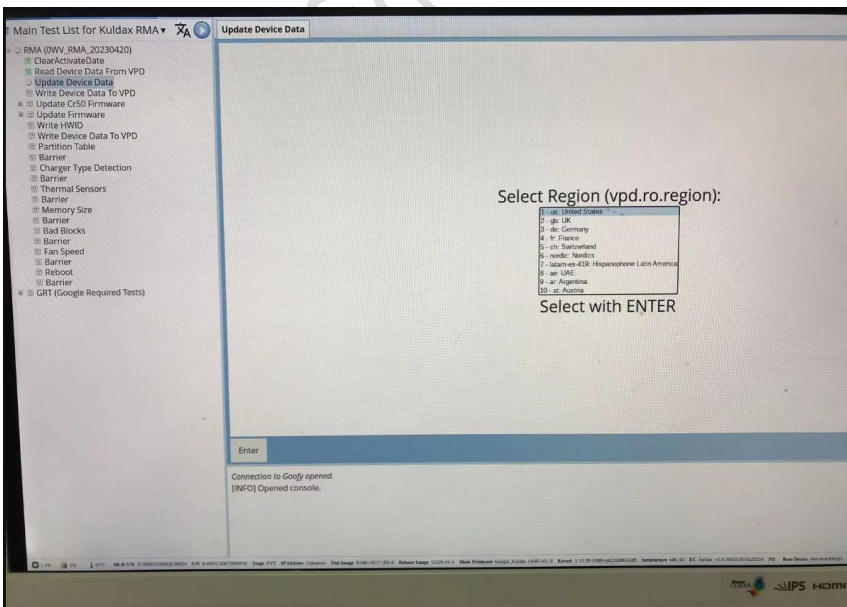 Main Test List for Kuldax RMA▾
Update Device Data
RMA (0WV_RMA_20230420)
ClearActivateDate
Read Device Data From VPD
Update Device Data
Write Device Data To VPD
Update Cr50 Firmware
Update Firmware
Write HWID
Write Device Data To VPD
Partition Table
Barrier
Charger Type Detection
Barrier
Thermal Sensors
Barrier
Memory Size
Barrier
Bad Blocks
Barrier
Fan Speed
Barrier
Reboot
Barrier
GRT (Google Required Tests)
Select Region (vpd.ro.region):
1 - us: United States
2 - gb: UK
3 - de: Germany
4 - fr: France
5 - ch: Switzerland
6 - nordic: Nordics
7 - latam-es-419: Hispanophone Latin America
8 - ae: UAE
9 - ar: Argentina
10 - at: Austria
Select with ENTER
Enter
Connection to Goofy opened.
[INFO] Opened console.
IPS HDMI